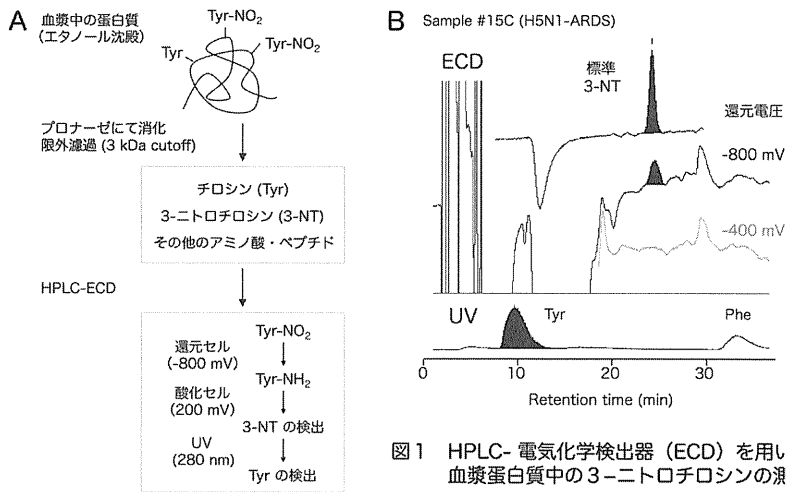 A
血漿中の蛋白質
(エタノール沈殿)
Tyr-NO2
Tyr
Tyr-NO2
プロナーゼにて消化
限外濾過 (3 kDa cutoff)
チロシン (Tyr)
3-ニトロチロシン (3-NT)
その他のアミノ酸・ペプチド
HPLC-ECD
Tyr-NO2
還元セル
(-800 mV)
Tyr-NH2
酸化セル
(200 mV)
3-NT の検出
UV
(280 nm)
Tyr の検出
B
Sample #15C (H5N1-ARDS)
ECD
標準
3-NT
還元電圧
-800 mV
-400 mV
UV
Tyr
Phe
0 10 20 30
Retention time (min)
図1 HPLC- 電気化学検出器（ECD）を用い
血漿蛋白質中の３−ニトロチロシンの測